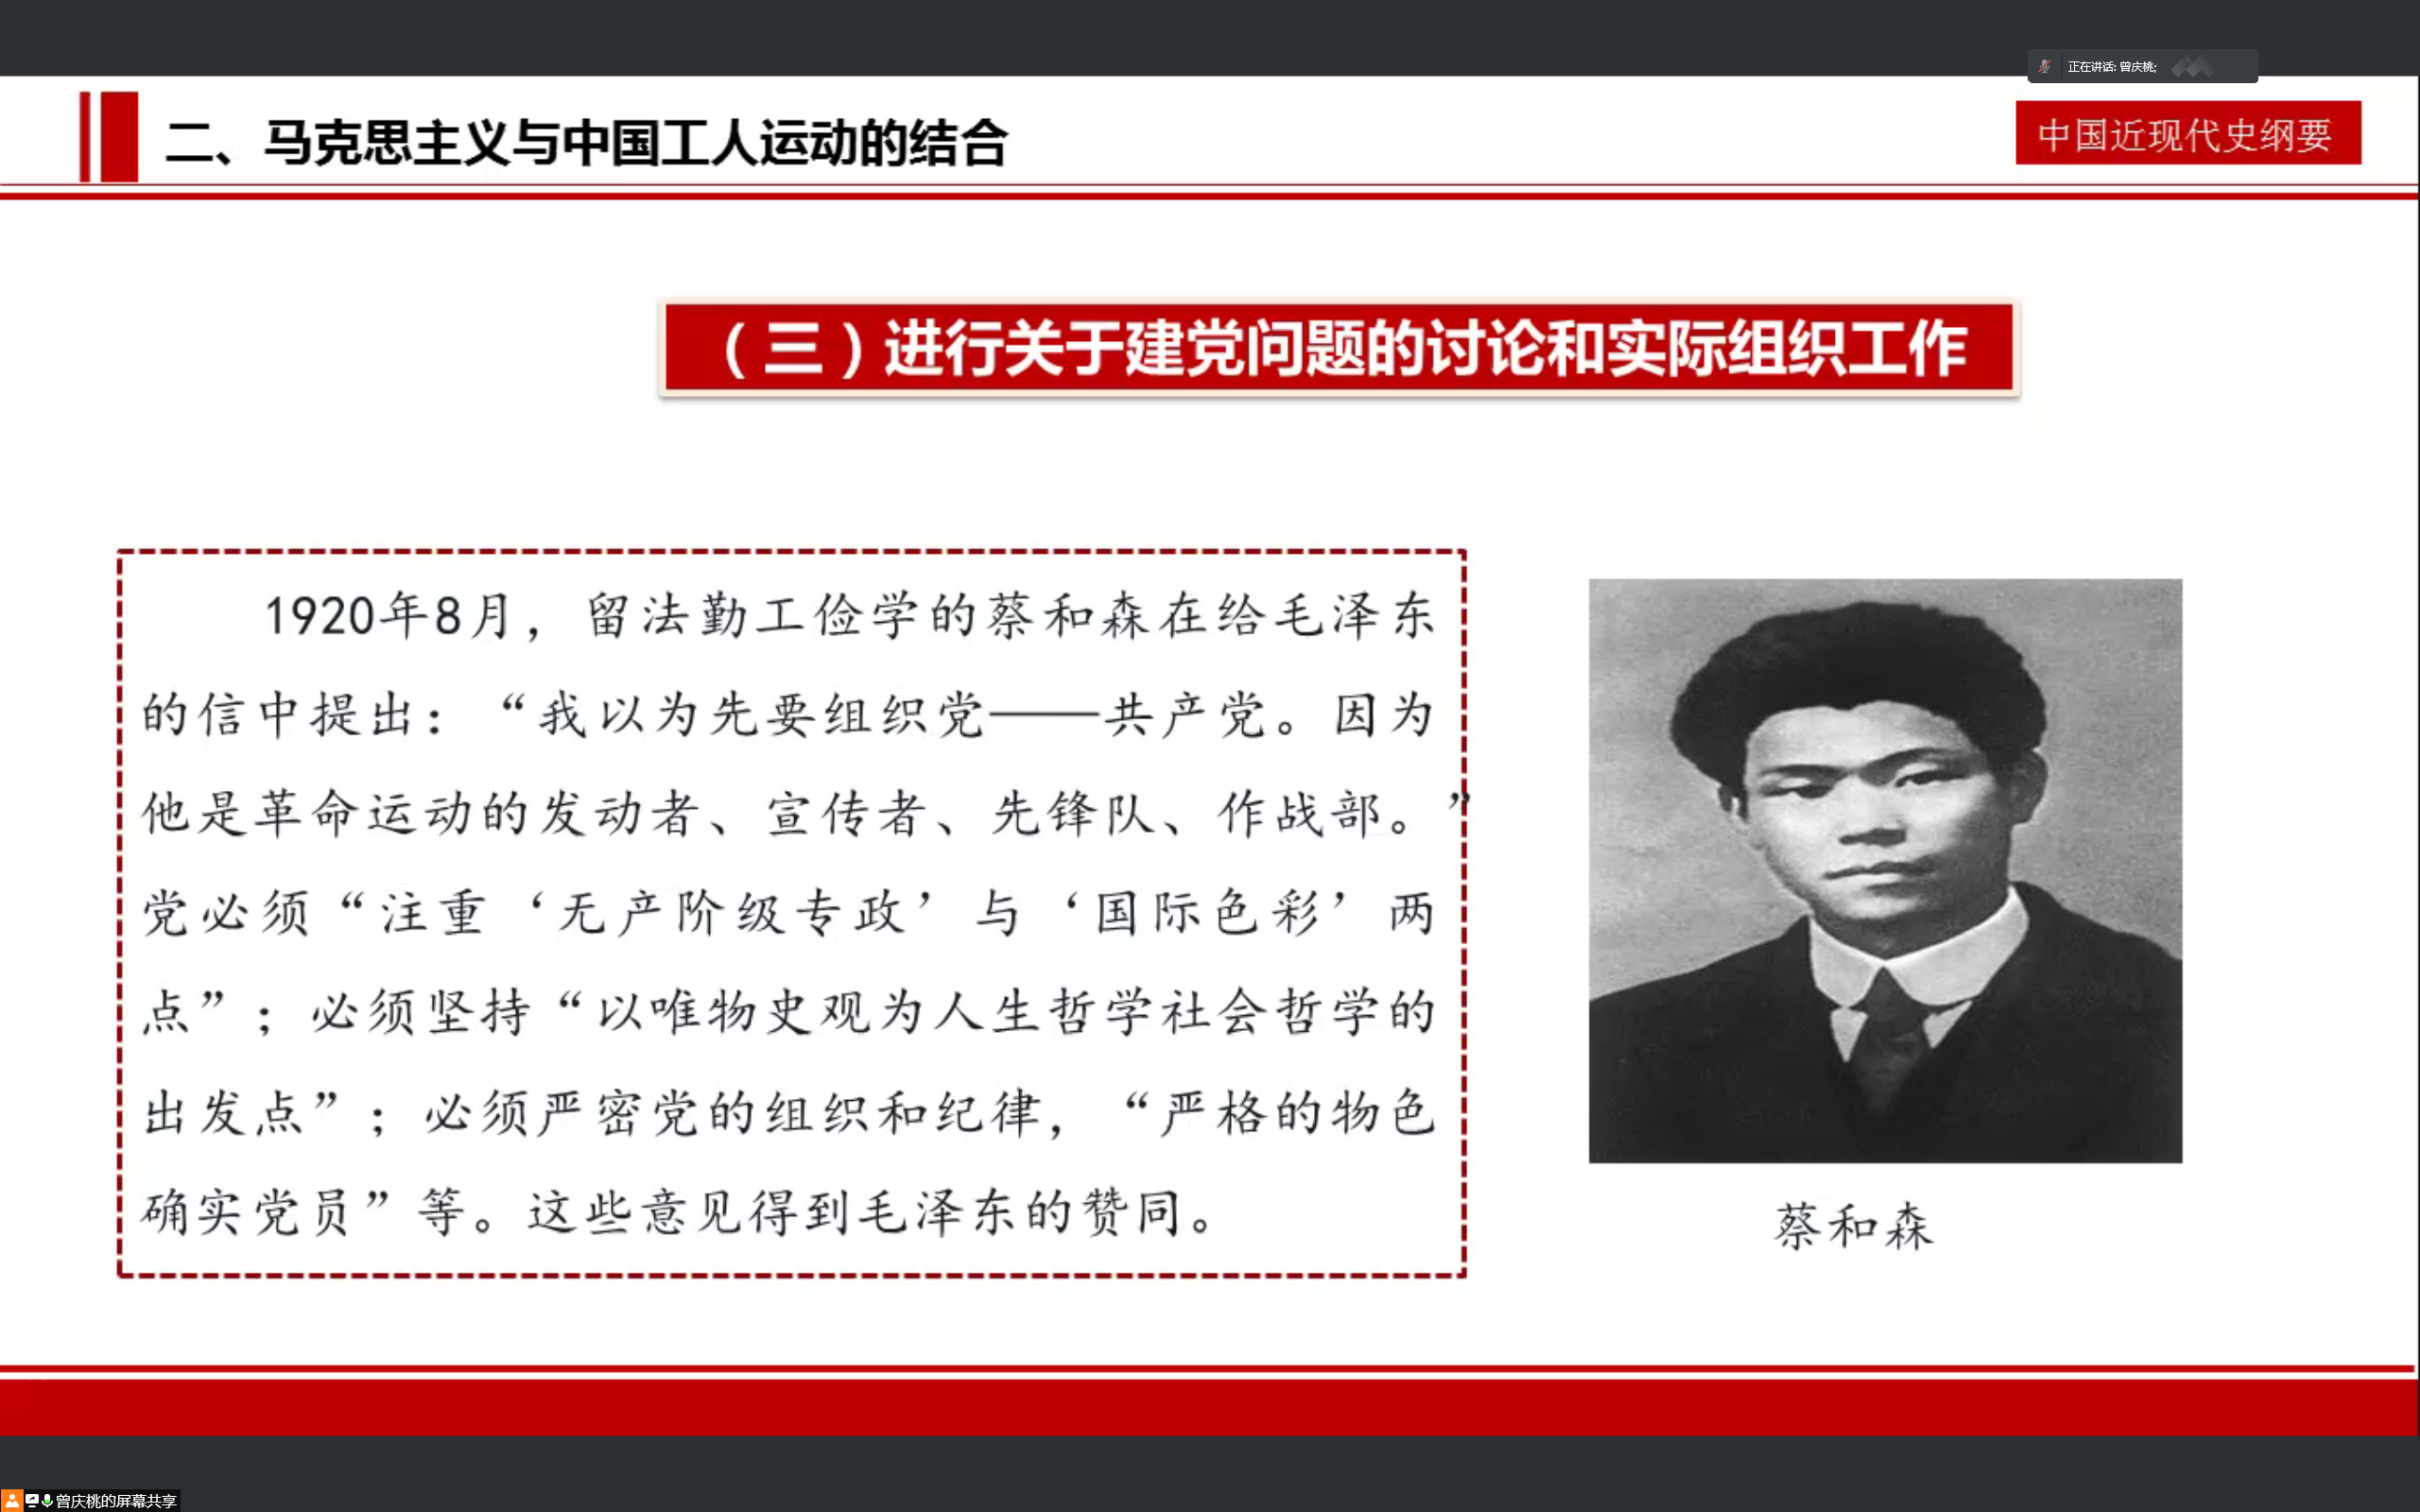 正在讲话: 曾庆桃;
二、马克思主义与中国工人运动的结合
中国近现代史纲要
（三）进行关于建党问题的讨论和实际组织工作
1920年8月，留法勤工俭学的蔡和森在给毛泽东
的信中提出：“我以为先要组织党——共产党。因为
他是革命运动的发动者、宣传者、先锋队、作战部。”
党必须“注重‘无产阶级专政’与‘国际色彩’两
点”；必须坚持“以唯物史观为人生哲学社会哲学的
出发点”；必须严密党的组织和纪律，“严格的物色
确实党员”等。这些意见得到毛泽东的赞同。
蔡和森
曾庆桃的屏幕共享